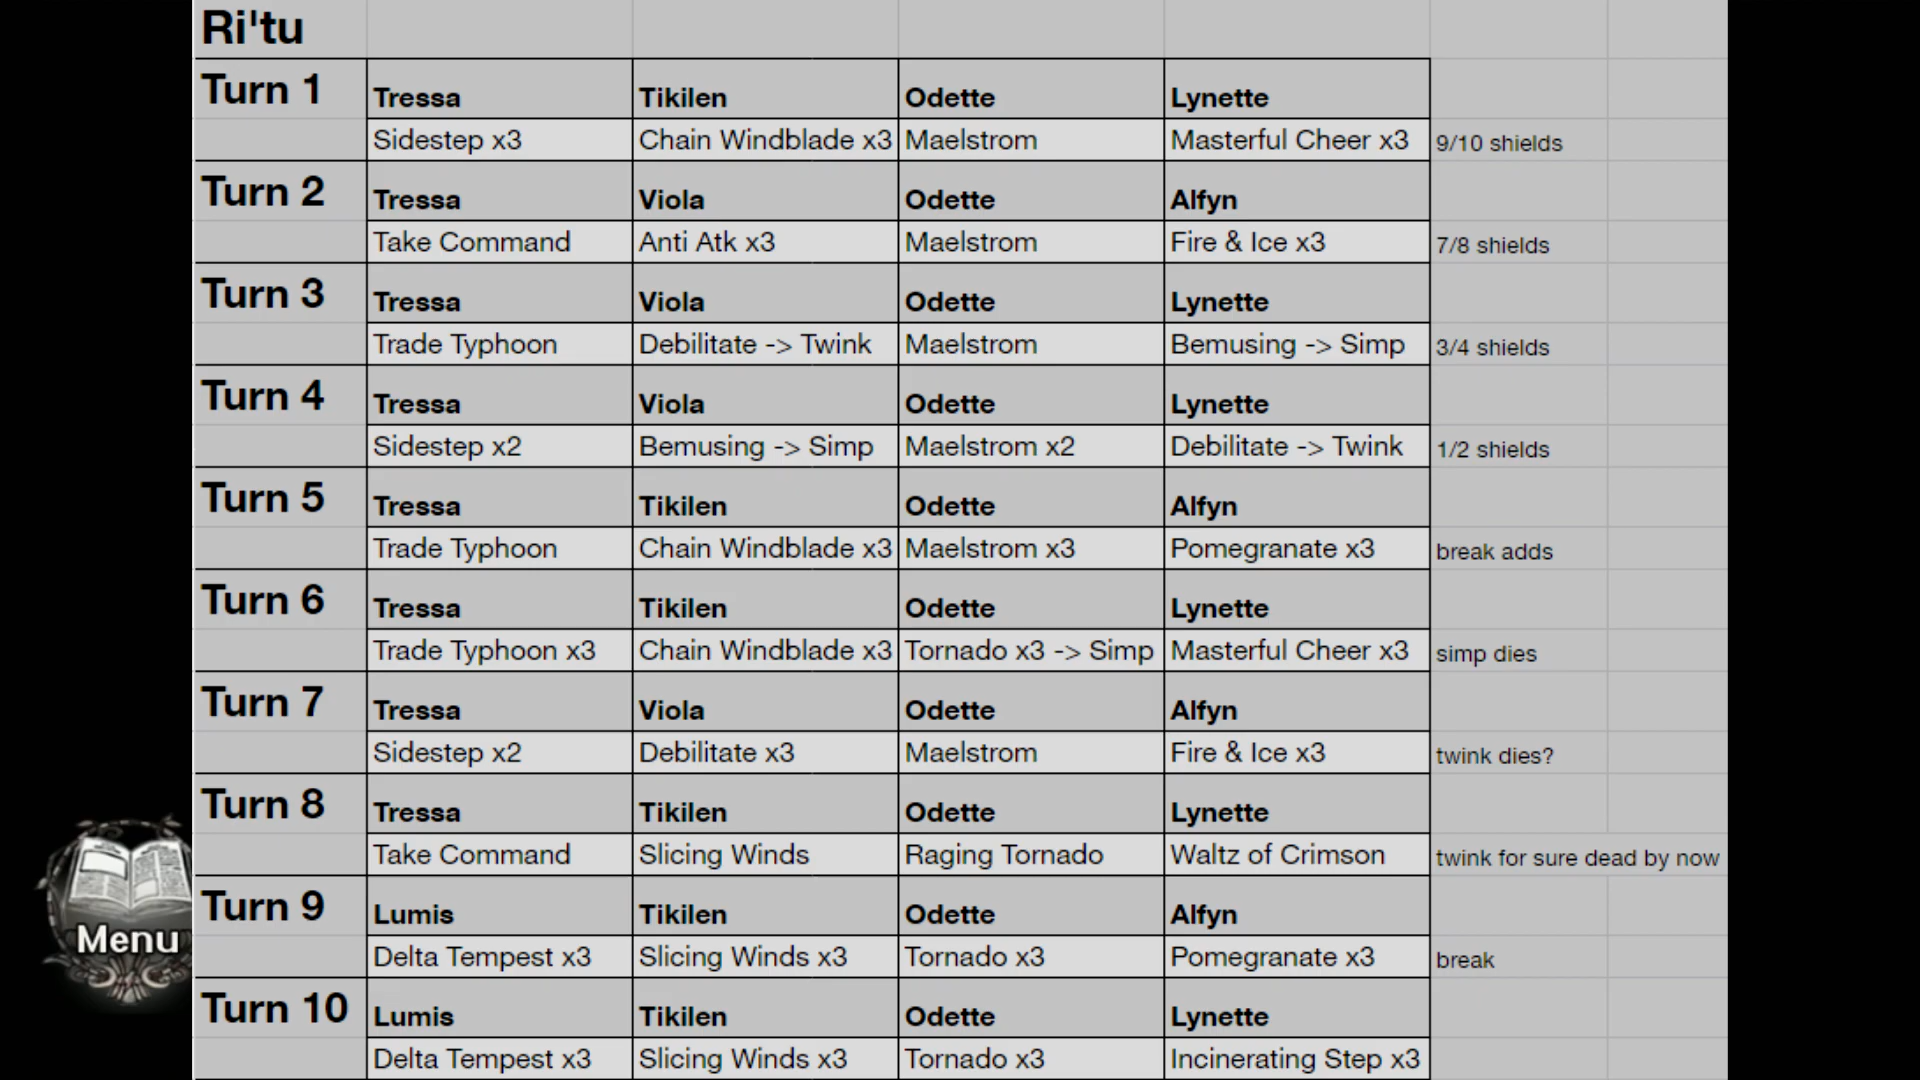 Ri'tu
Turn 1 Tressa Tikilen Odette Lynette
Sidestep x3 Chain Windblade x3 Maelstrom Masterful Cheer x3 9/10 shields
Turn 2 Tressa Viola Odette Alfyn
Take Command Anti Atk x3 Maelstrom Fire & Ice x3 7/8 shields
Turn 3 Tressa Viola Odette Lynette
Trade Typhoon Debilitate -> Twink Maelstrom Bemusing -> Simp 3/4 shields
Turn 4 Tressa Viola Odette Lynette
Sidestep x2 Bemusing -> Simp Maelstrom x2 Debilitate -> Twink 1/2 shields
Turn 5 Tressa Tikilen Odette Alfyn
Trade Typhoon Chain Windblade x3 Maelstrom x3 Pomegranate x3 break adds
Turn 6 Tressa Tikilen Odette Lynette
Trade Typhoon x3 Chain Windblade x3 Tornado x3 -> Simp Masterful Cheer x3 simp dies
Turn 7 Tressa Viola Odette Alfyn
Sidestep x2 Debilitate x3 Maelstrom Fire & Ice x3 twink dies?
Turn 8 Tressa Tikilen Odette Lynette
Take Command Slicing Winds Raging Tornado Waltz of Crimson twink for sure dead by now
Turn 9 Lumis Tikilen Odette Alfyn
Delta Tempest x3 Slicing Winds x3 Tornado x3 Pomegranate x3 break
Turn 10 Lumis Tikilen Odette Lynette
Delta Tempest x3 Slicing Winds x3 Tornado x3 Incinerating Step x3
Menu